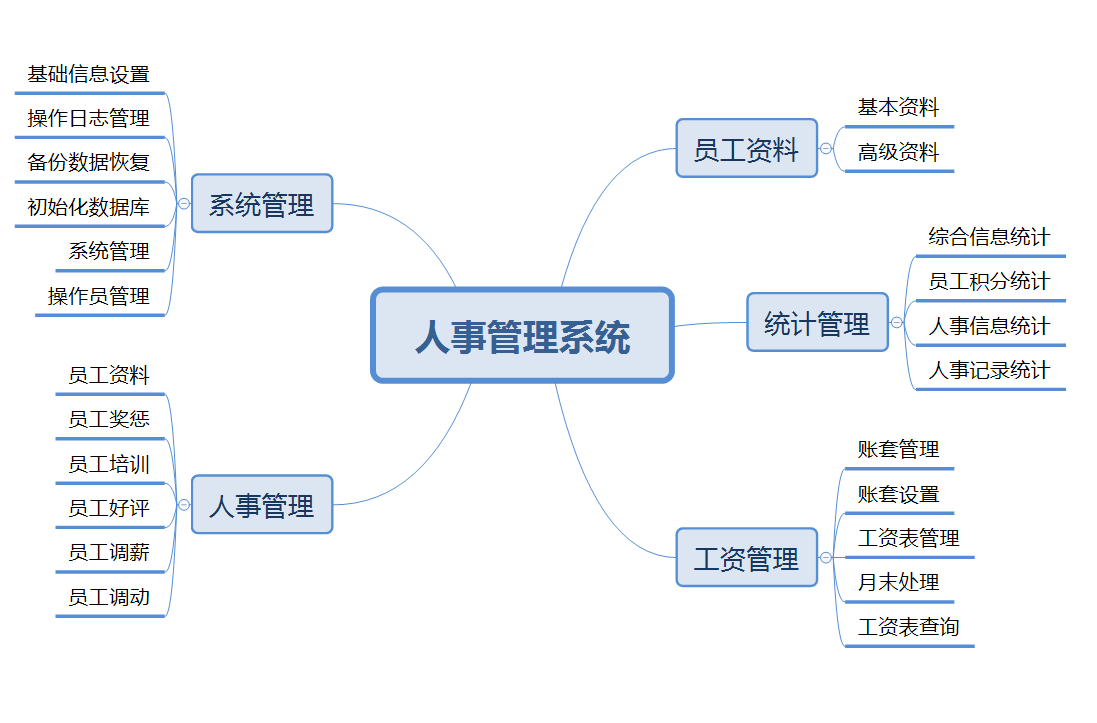 人事管理系统
员工资料
基本资料
高级资料
统计管理
综合信息统计
员工积分统计
人事信息统计
人事记录统计
工资管理
账套管理
账套设置
工资表管理
月末处理
工资表查询
系统管理
基础信息设置
操作日志管理
备份数据恢复
初始化数据库
系统管理
操作员管理
人事管理
员工资料
员工奖惩
员工培训
员工好评
员工调薪
员工调动